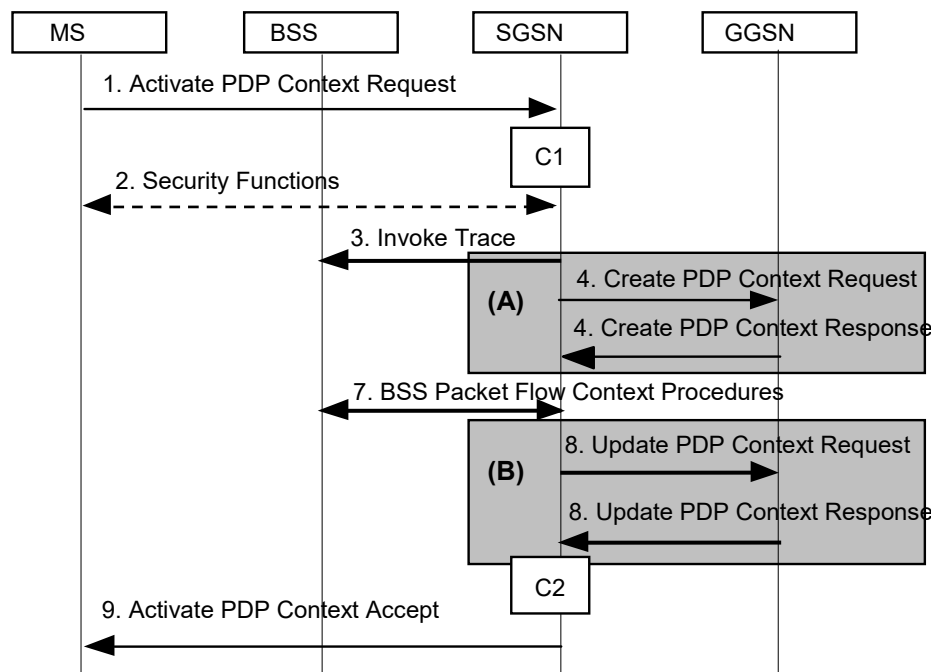 MS
BSS
SGSN
GGSN
1. Activate PDP Context Request
C1
2. Security Functions
3. Invoke Trace
4. Create PDP Context Request
(A)
4. Create PDP Context Response
7. BSS Packet Flow Context Procedures
8. Update PDP Context Request
(B)
8. Update PDP Context Response
C2
9. Activate PDP Context Accept